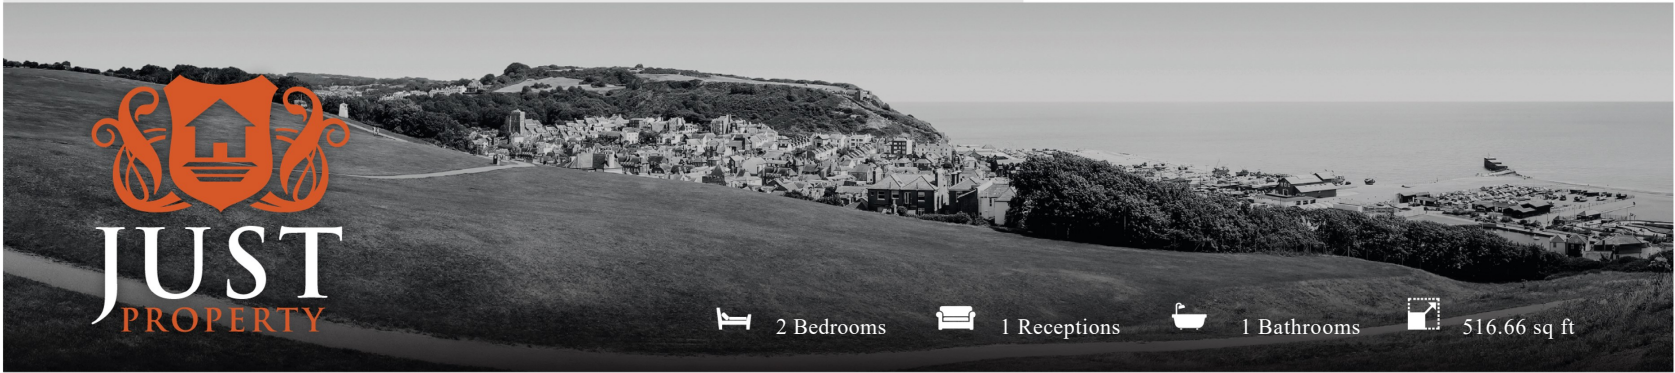 JUST
PROPERTY
2 Bedrooms
1 Receptions
1 Bathrooms
516.66 sq ft